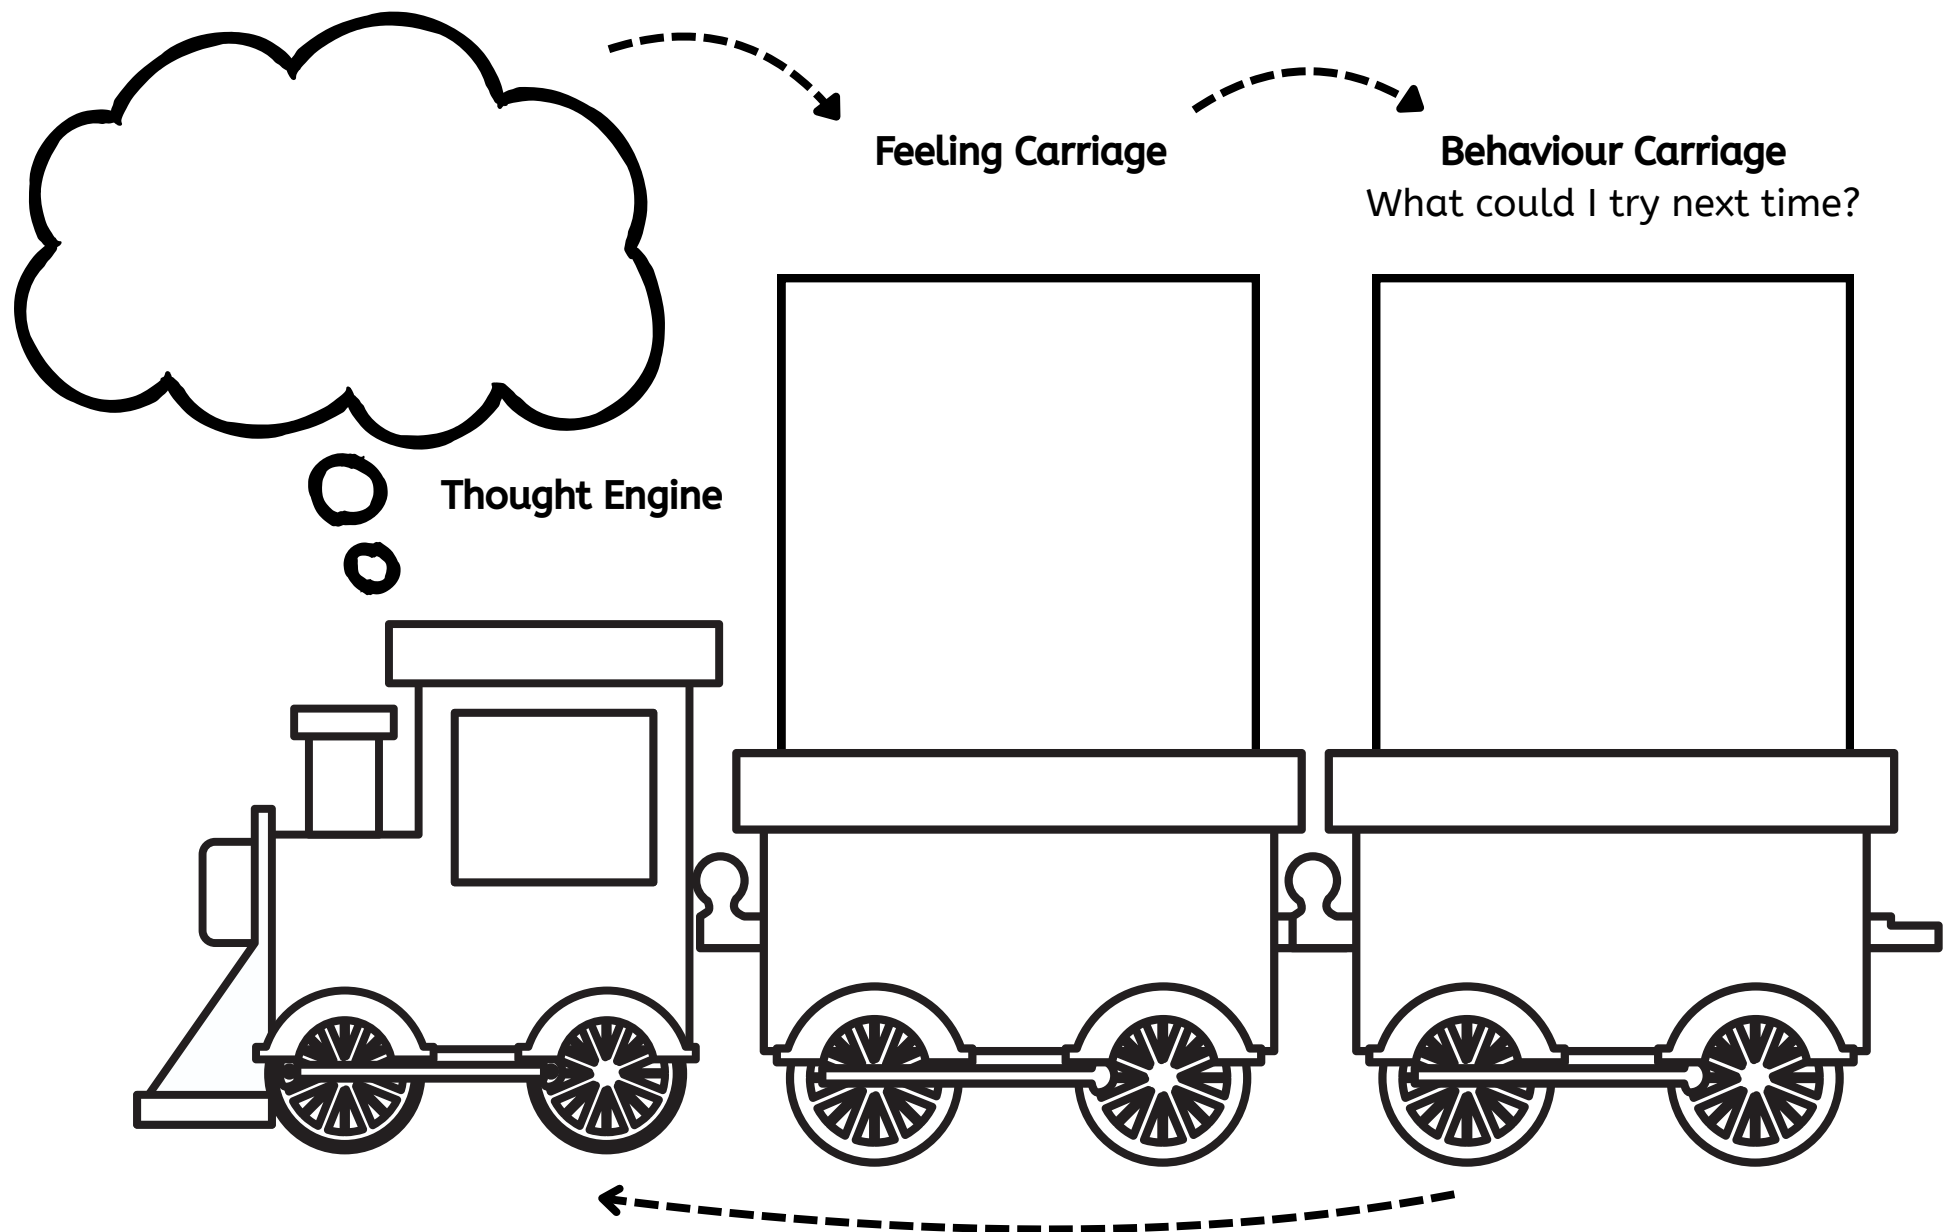 Feeling Carriage
Behaviour Carriage
What could I try next time?
Thought Engine